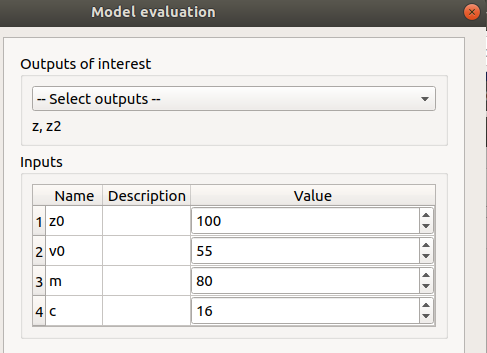 Model evaluation
Outputs of interest
-- Select outputs --
z, z2
Inputs
Name Description Value
1 z0 100
2 v0 55
3 m 80
4 c 16